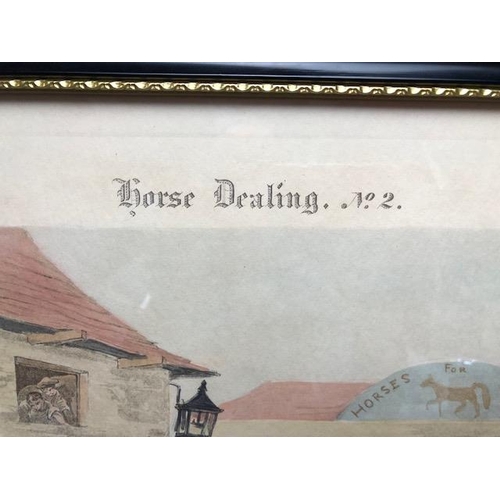 Horse Dealing. No. 2.
HORSES FOR